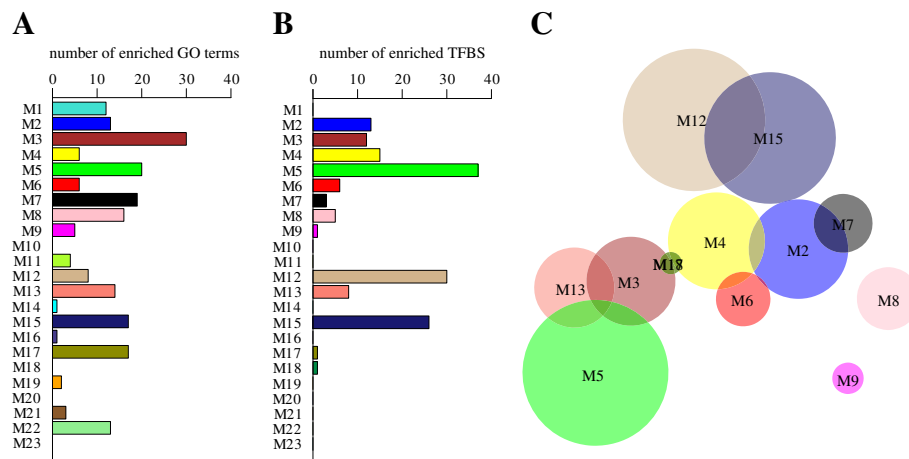 A
B
C
number of enriched GO terms
0 10 20 30 40
M1
M2
M3
M4
M5
M6
M7
M8
M9
M10
M11
M12
M13
M14
M15
M16
M17
M18
M19
M20
M21
M22
M23
number of enriched TFBS
0 10 20 30 40
M1
M2
M3
M4
M5
M6
M7
M8
M9
M10
M11
M12
M13
M14
M15
M16
M17
M18
M19
M20
M21
M22
M23
M12
M15
M7
M4
M2
M13
M3
M6
M8
M5
M9